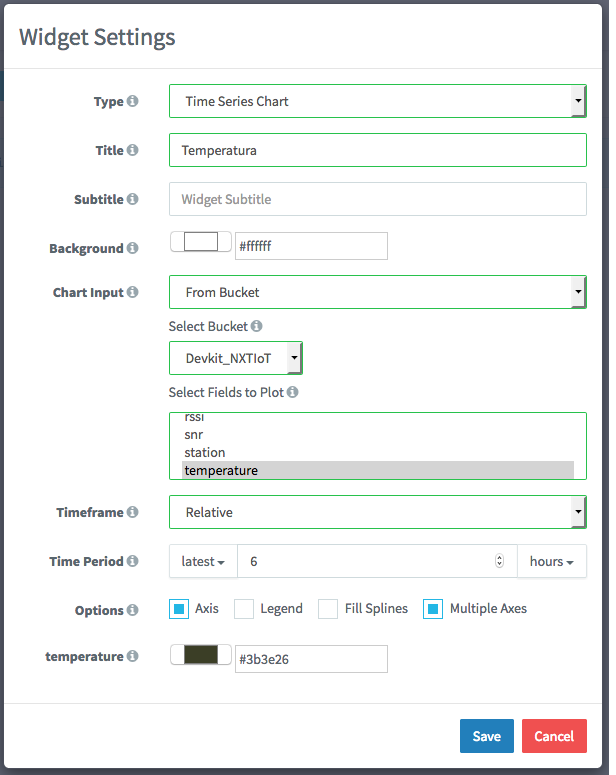 Widget Settings
Type
Time Series Chart
Title
Temperatura
Subtitle
Widget Subtitle
Background
#ffffff
Chart Input
From Bucket
Select Bucket
Devkit_NXTIoT
Select Fields to Plot
rssi
snr
station
temperature
Timeframe
Relative
Time Period
latest 6 hours
Options
Axis Legend Fill Splines Multiple Axes
temperature
#3b3e26
Save Cancel